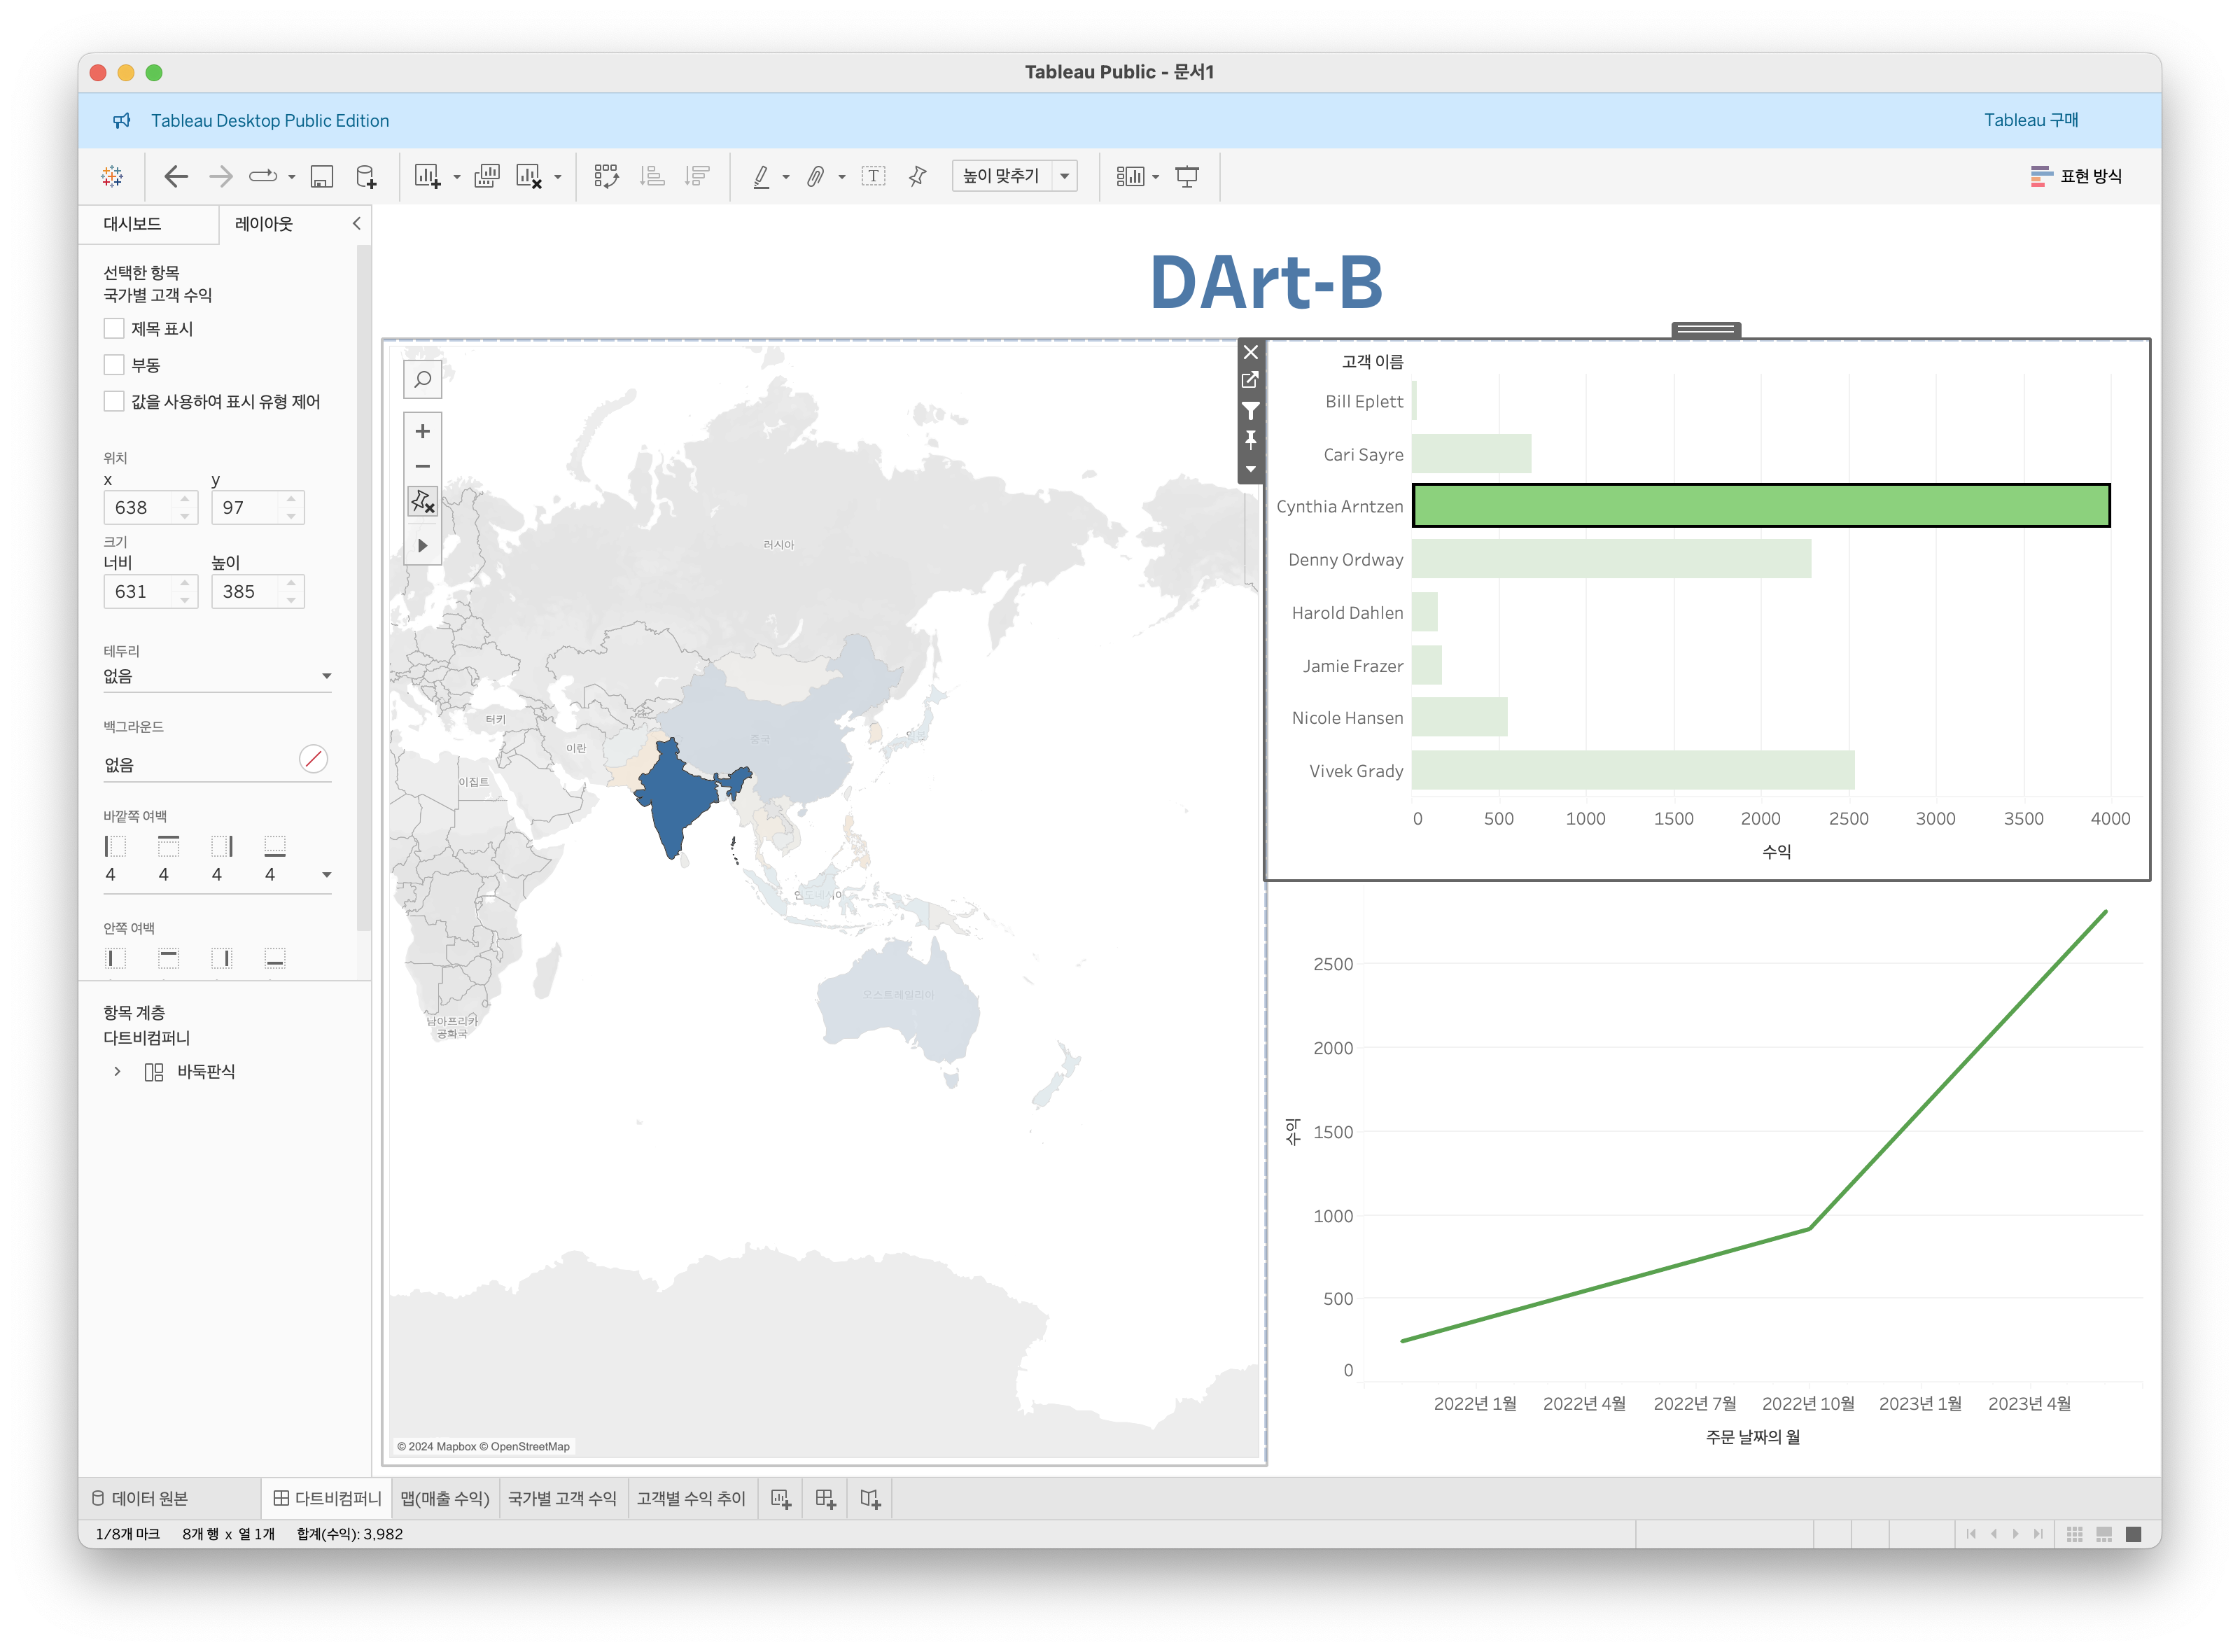 Tableau Public - 문서1
Tableau Desktop Public Edition
Tableau 구매
높이 맞추기
표현 방식
대시보드
레이아웃
선택한 항목
국가별 고객 수익
제목 표시
부동
값을 사용하여 표시 유형 제어
위치
x y
638 97
크기
너비 높이
631 385
테두리
없음
백그라운드
없음
바깥쪽 여백
4 4 4 4
안쪽 여백
항목 계층
다트비컴퍼니
바둑판식
DArt-B
러시아
터키
이란
중국
이집트
인도네시아
오스트레일리아
남아프리카
공화국
© 2024 Mapbox © OpenStreetMap
고객 이름
Bill Eplett
Cari Sayre
Cynthia Arntzen
Denny Ordway
Harold Dahlen
Jamie Frazer
Nicole Hansen
Vivek Grady
0 500 1000 1500 2000 2500 3000 3500 4000
수익
2500
2000
1500
1000
500
0
수익
2022년 1월 2022년 4월 2022년 7월 2022년 10월 2023년 1월 2023년 4월
주문 날짜의 월
데이터 원본
다트비컴퍼니
맵(매출 수익)
국가별 고객 수익
고객별 수익 추이
1/8개 마크 8개 행 x 열 1개 합계(수익): 3,982